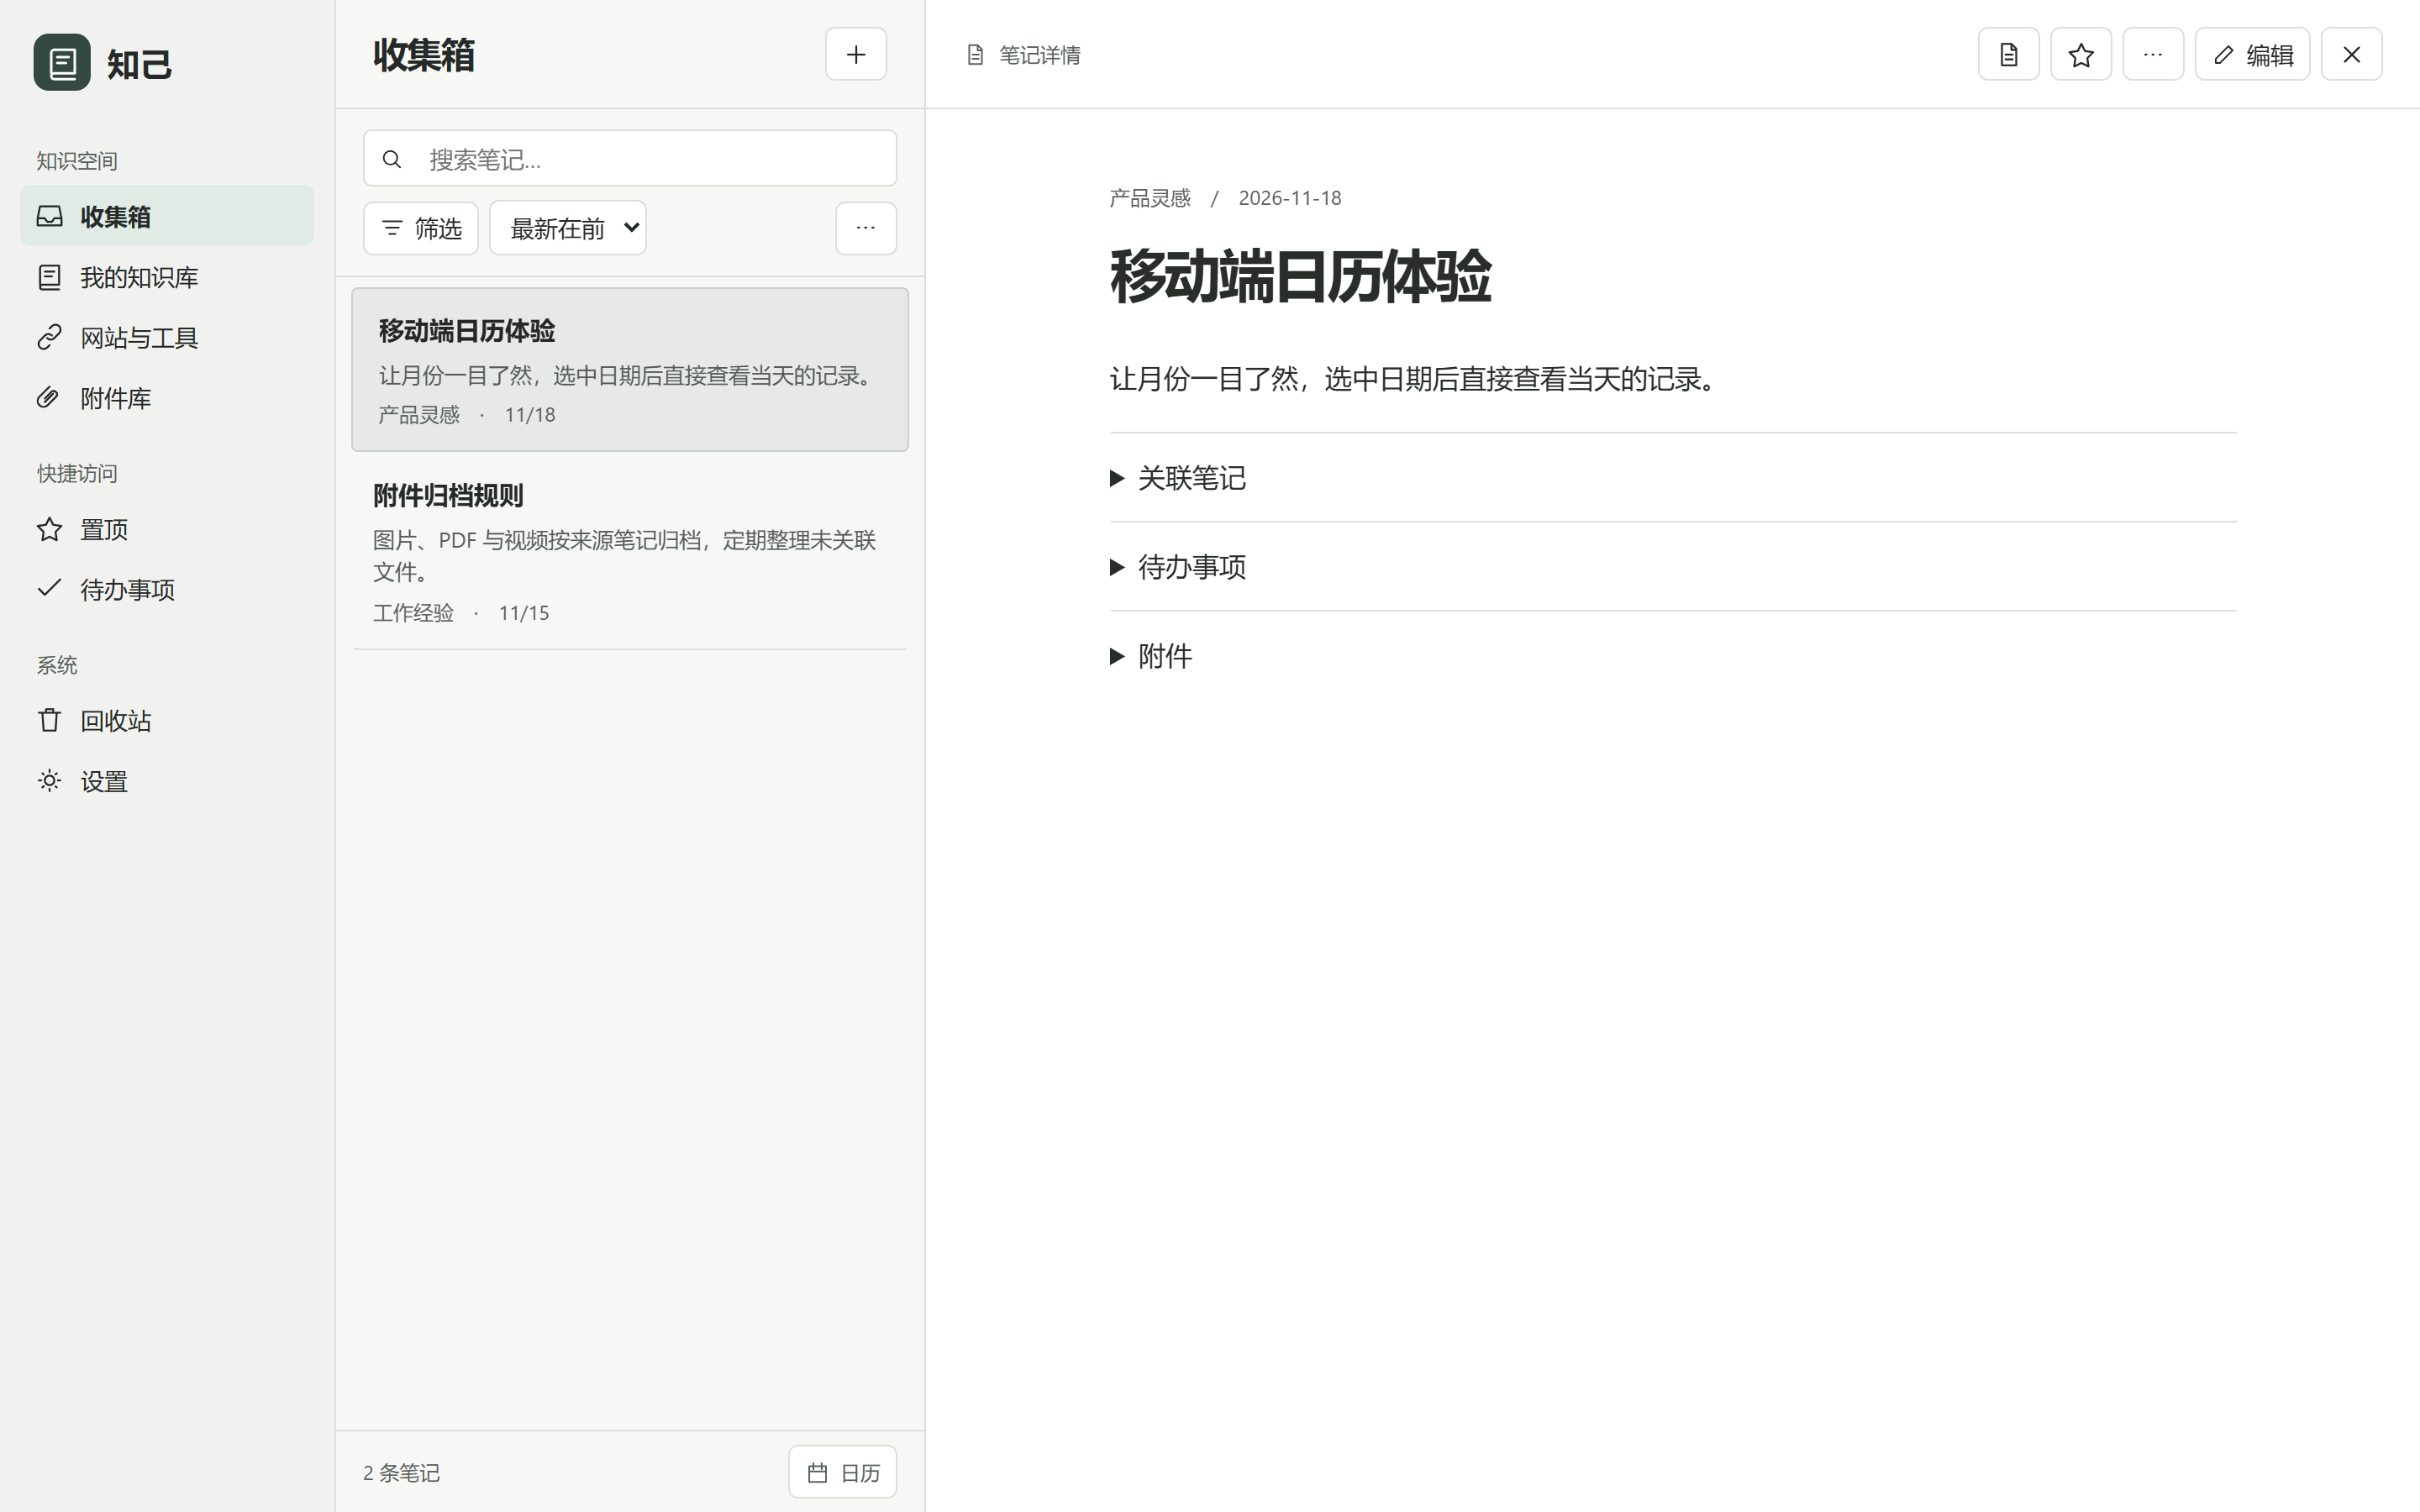 知己
知识空间
收集箱
我的知识库
网站与工具
附件库
快捷访问
置顶
待办事项
系统
回收站
设置
收集箱
搜索笔记...
筛选
最新在前
移动端日历体验
让月份一目了然，选中日期后直接查看当天的记录。
产品灵感 · 11/18
附件归档规则
图片、PDF 与视频按来源笔记归档，定期整理未关联
文件。
工作经验 · 11/15
2 条笔记
日历
笔记详情
编辑
产品灵感 / 2026-11-18
移动端日历体验
让月份一目了然，选中日期后直接查看当天的记录。
关联笔记
待办事项
附件